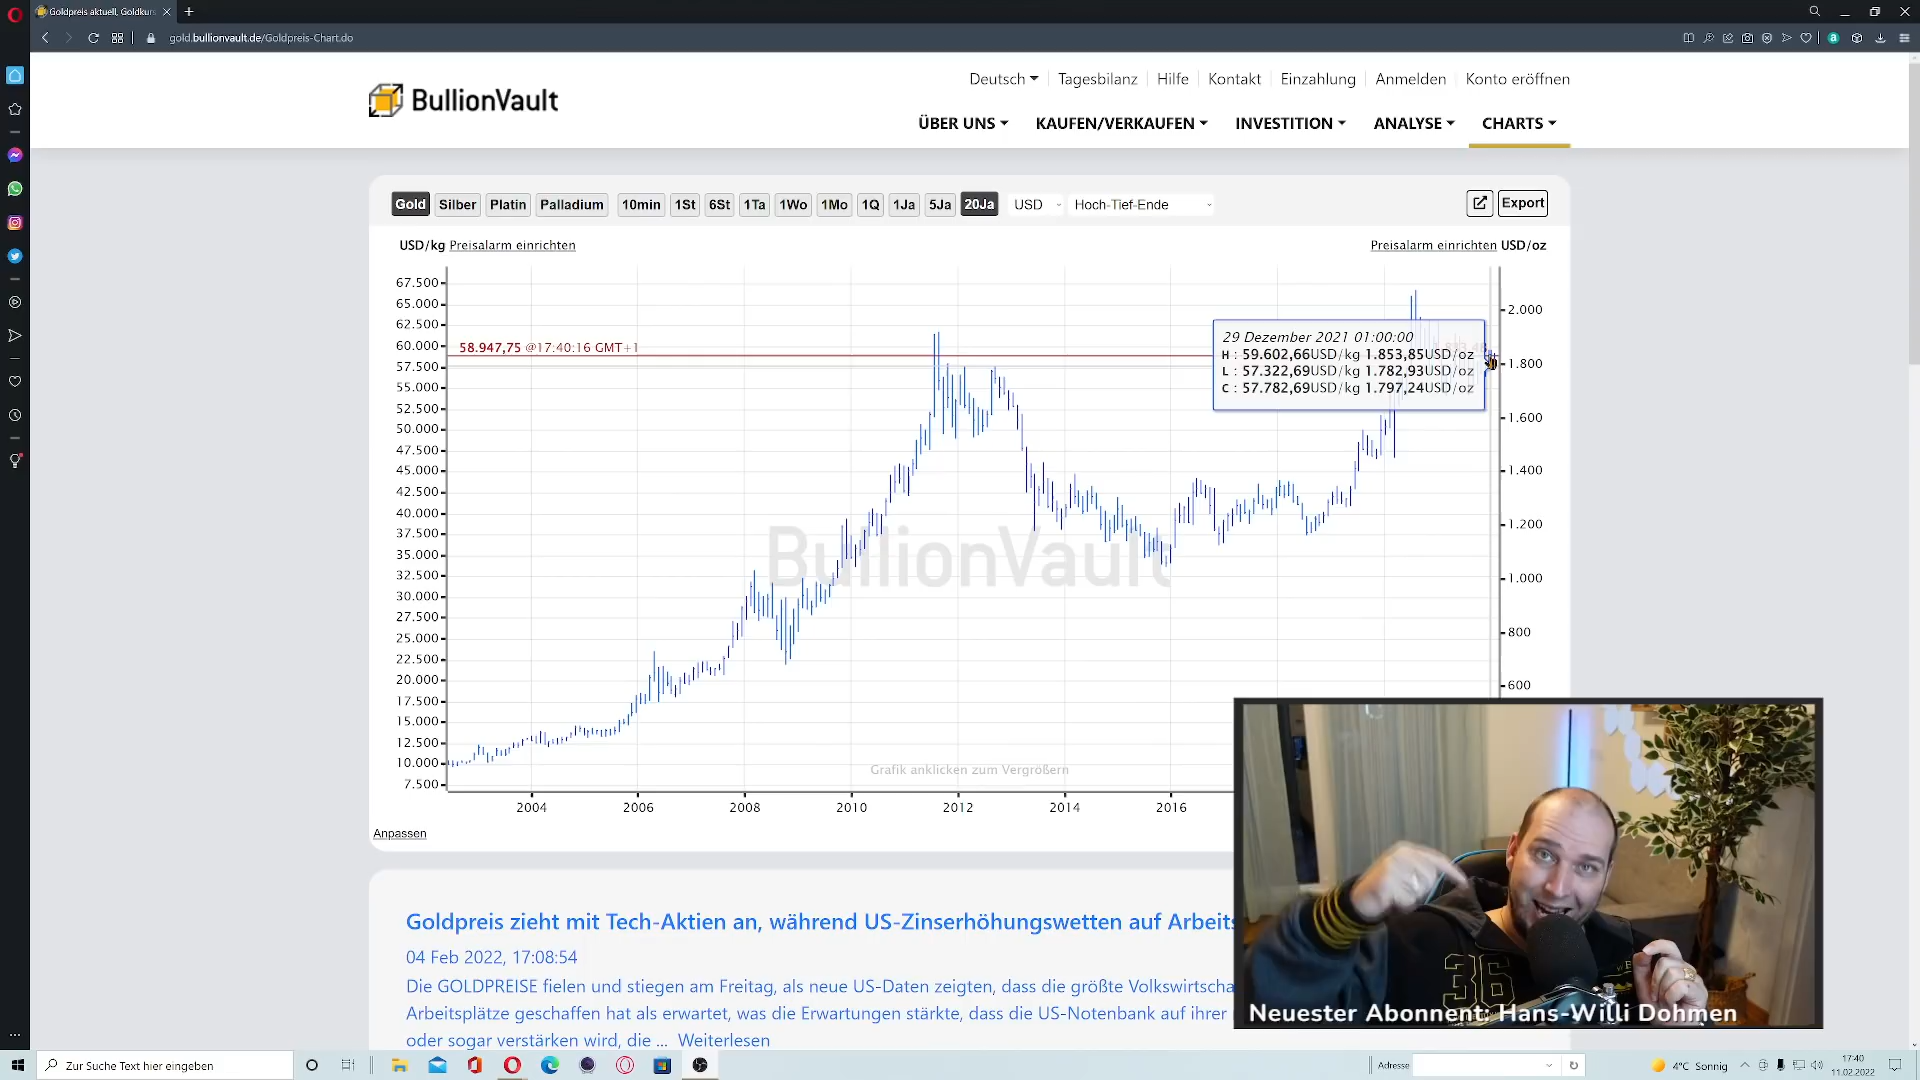 Goldpreis aktuell, Goldkurs
gold.bullionvault.de/Goldpreis-Chart.do
BullionVault
Deutsch Tagesbilanz Hilfe Kontakt Einzahlung Anmelden Konto eröffnen
ÜBER UNS KAUFEN/VERKAUFEN INVESTITION ANALYSE CHARTS
Gold Silber Platin Palladium 10min 1St 6St 1Ta 1Wo 1Mo 1Q 1Ja 5Ja 20Ja USD Hoch-Tief-Ende Export
USD/kg Preisalarm einrichten
Preisalarm einrichten USD/oz
67.500
65.000
62.500
60.000
57.500
55.000
52.500
50.000
47.500
45.000
42.500
40.000
37.500
35.000
32.500
30.000
27.500
25.000
22.500
20.000
17.500
15.000
12.500
10.000
7.500
58.947,75 @17:40:16 GMT+1
29 Dezember 2021 01:00:00
H : 59.602,66USD/kg 1.853,85USD/oz
L : 57.322,69USD/kg 1.782,93USD/oz
C : 57.782,69USD/kg 1.797,24USD/oz
2.000
1.800
1.600
1.400
1.200
1.000
800
600
BullionVault
Grafik anklicken zum Vergrößern
2004 2006 2008 2010 2012 2014 2016
Anpassen
Goldpreis zieht mit Tech-Aktien an, während US-Zinserhöhungswetten auf Arbeits
04 Feb 2022, 17:08:54
Die GOLDPREISE fielen und stiegen am Freitag, als neue US-Daten zeigten, dass die größte Volkswirtscha
Arbeitsplätze geschaffen hat als erwartet, was die Erwartungen stärkte, dass die US-Notenbank auf ihrer
oder sogar verstärken wird, die ... Weiterlesen
36
Neuester Abonnent: Hans-Willi Dohmen
Zur Suche Text hier eingeben
Adresse
4°C Sonnig
17:40
11.02.2022